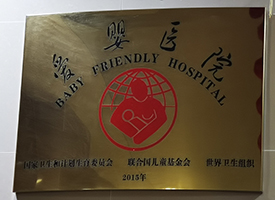 爱婴医院
BABY FRIENDLY HOSPITAL
国家卫生和计划生育委员会 联合国儿童基金会 世界卫生组织
2015年